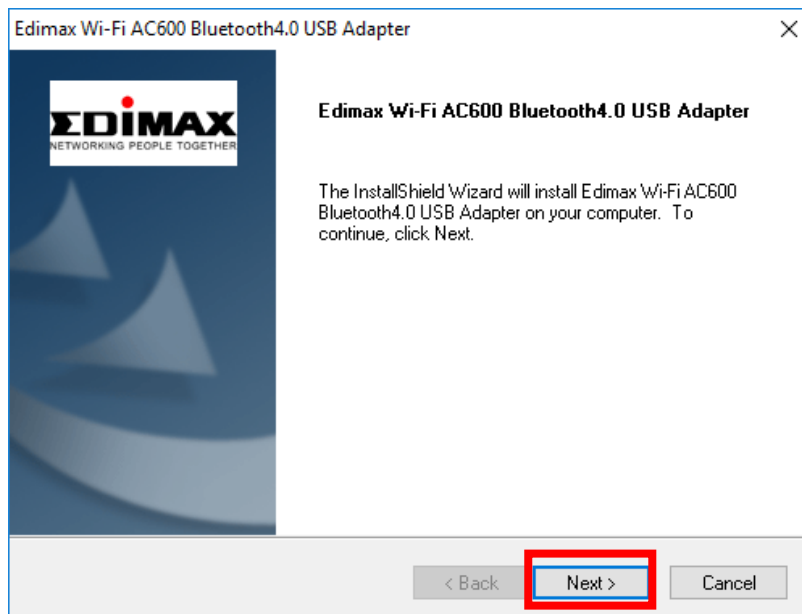 Edimax Wi-Fi AC600 Bluetooth4.0 USB Adapter
EDIMAX
NETWORKING PEOPLE TOGETHER
Edimax Wi-Fi AC600 Bluetooth4.0 USB Adapter
The InstallShield Wizard will install Edimax Wi-Fi AC600
Bluetooth4.0 USB Adapter on your computer. To
continue, click Next.
< Back
Next >
Cancel